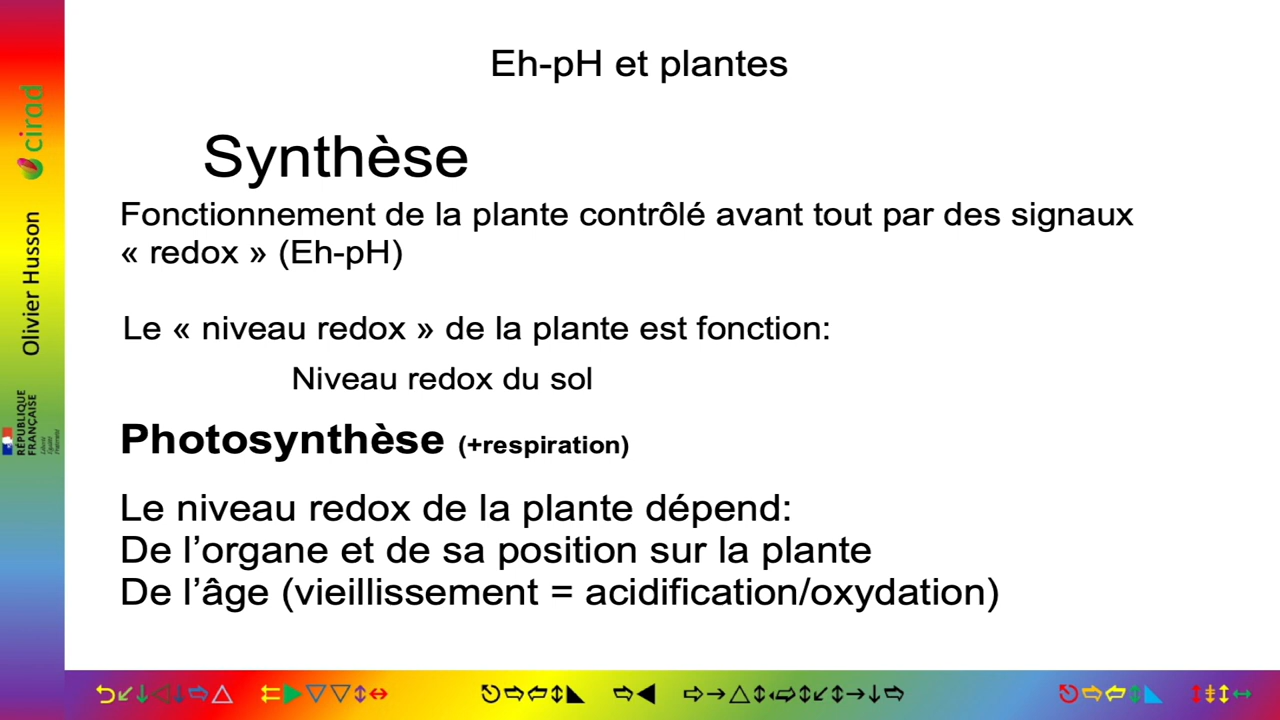 Eh-pH et plantes
Synthèse
Fonctionnement de la plante contrôlé avant tout par des signaux
« redox » (Eh-pH)
Le « niveau redox » de la plante est fonction:
Niveau redox du sol
Photosynthèse (+respiration)
Le niveau redox de la plante dépend:
De l’organe et de sa position sur la plante
De l’âge (vieillissement = acidification/oxydation)
cirad
Olivier Husson
RÉPUBLIQUE
FRANÇAISE
Liberté
Égalité
Fraternité